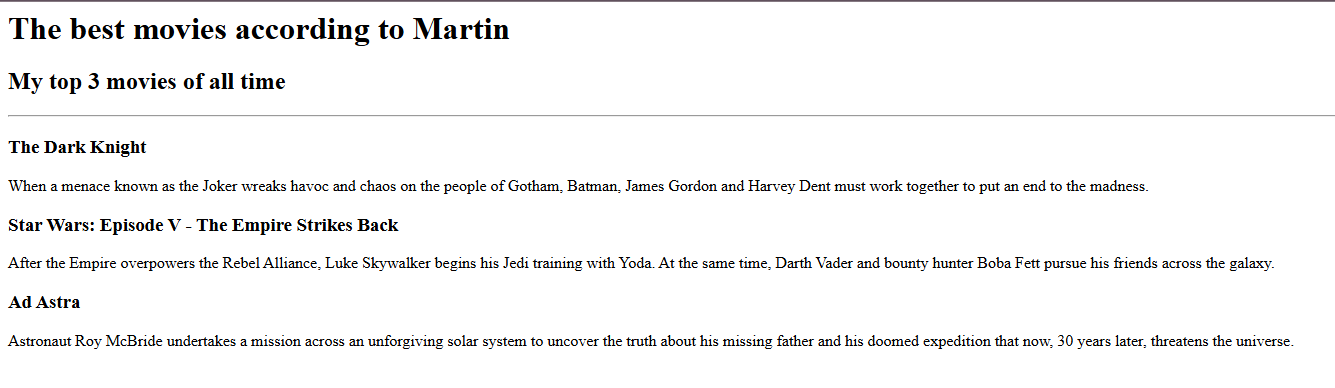 The best movies according to Martin
My top 3 movies of all time
The Dark Knight
When a menace known as the Joker wreaks havoc and chaos on the people of Gotham, Batman, James Gordon and Harvey Dent must work together to put an end to the madness.
Star Wars: Episode V - The Empire Strikes Back
After the Empire overpowers the Rebel Alliance, Luke Skywalker begins his Jedi training with Yoda. At the same time, Darth Vader and bounty hunter Boba Fett pursue his friends across the galaxy.
Ad Astra
Astronaut Roy McBride undertakes a mission across an unforgiving solar system to uncover the truth about his missing father and his doomed expedition that now, 30 years later, threatens the universe.